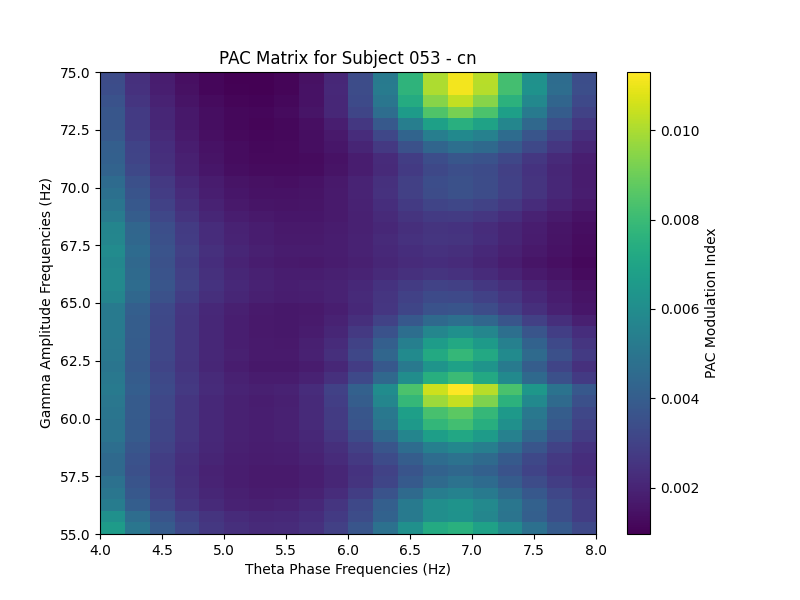 PAC Matrix for Subject 053 - cn
75.0
72.5
70.0
67.5
65.0
62.5
60.0
57.5
55.0
Gamma Amplitude Frequencies (Hz)
4.0 4.5 5.0 5.5 6.0 6.5 7.0 7.5 8.0
Theta Phase Frequencies (Hz)
0.010
0.008
0.006
0.004
0.002
PAC Modulation Index